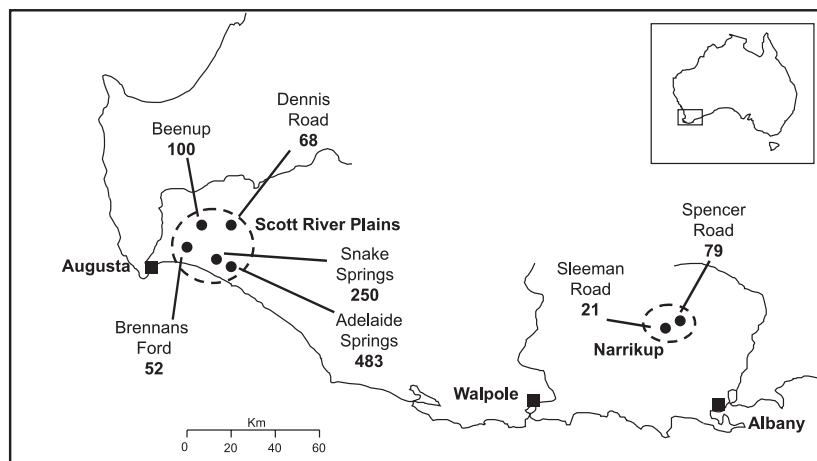 Dennis
Road
68
Beenup
100
Scott River Plains
Augusta
Snake
Springs
250
Adelaide
Springs
483
Brennans
Ford
52
Spencer
Road
79
Sleeman
Road
21
Narrikup
Walpole
Albany
Km
0 20 40 60